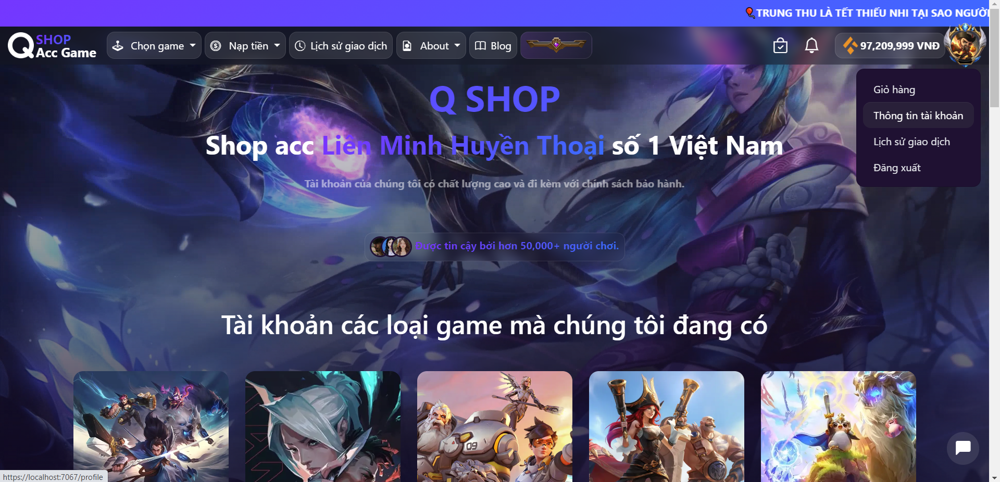 🎈TRUNG THU LÀ TẾT THIẾU NHI TẠI SAO NGƯỜI
Q SHOP
Acc Game
Chọn game
Nạp tiền
Lịch sử giao dịch
About
Blog
97,209,999 VNĐ
Giỏ hàng
Thông tin tài khoản
Lịch sử giao dịch
Đăng xuất
Q SHOP
Shop acc Liên Minh Huyền Thoại số 1 Việt Nam
Tài khoản của chúng tôi có chất lượng cao và đi kèm với chính sách bảo hành.
Được tin cậy bởi hơn 50,000+ người chơi.
Tài khoản các loại game mà chúng tôi đang có
09
https://localhost:7067/profile